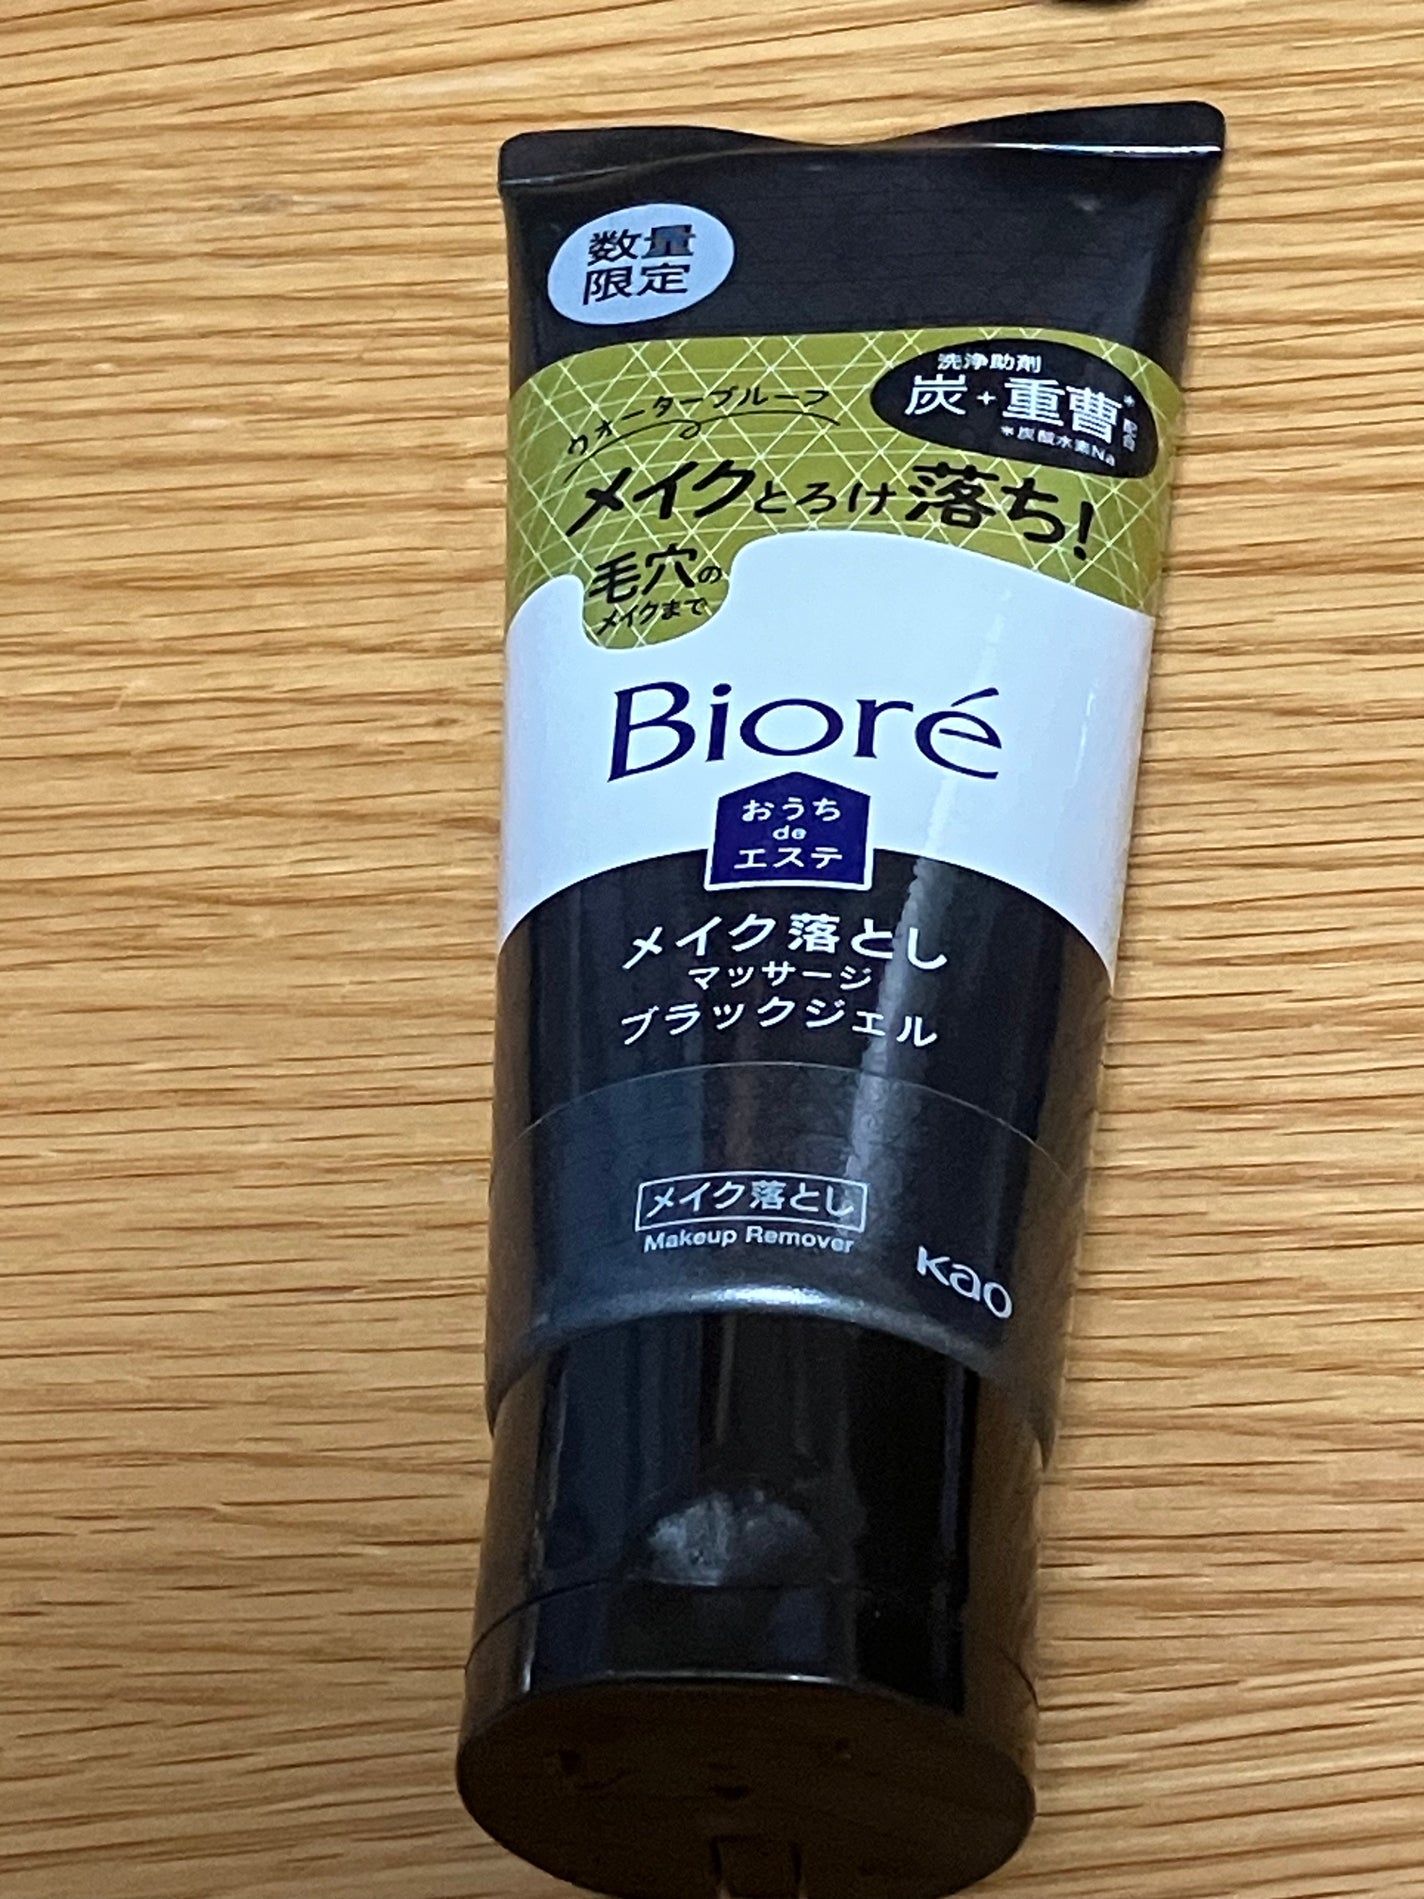 数量
限定
洗浄助剤
炭+重曹*配合
*炭酸水素Na
ウォータープルーフ
メイクとろけ落ち!
毛穴の
メイクまで
Bioré
おうち
de
エステ
メイク落とし
マッサージ
ブラックジェル
メイク落とし
Makeup Remover
Kao